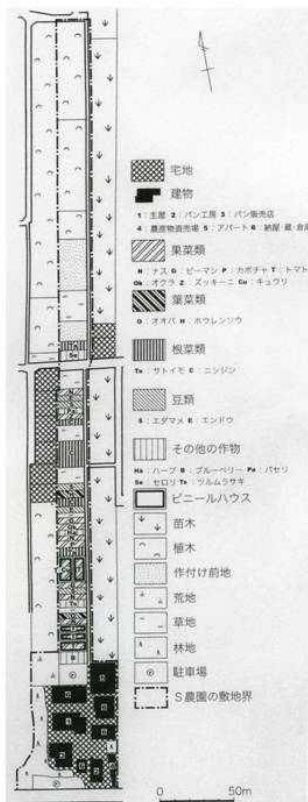 宅地
建物
1：主屋 2：パン工房 3：パン販売店
4：農産物直売場 5：アパート 6：納屋・蔵・倉庫
果菜類
N：ナス G：ピーマン P：カボチャ T：トマト
Ok：オクラ Z：ズッキーニ Cu：キュウリ
葉菜類
O：オオバ H：ホウレンソウ
根菜類
Ta：サトイモ C：ニンジン
豆類
S：エダマメ E：エンドウ
その他の作物
Ha：ハーブ B：ブルーベリー Pa：パセリ
Se：セロリ Ts：ツルムラサキ
ビニールハウス
苗木
植木
作付け前地
荒地
草地
林地
P 駐車場
S農園の敷地界
0 50m